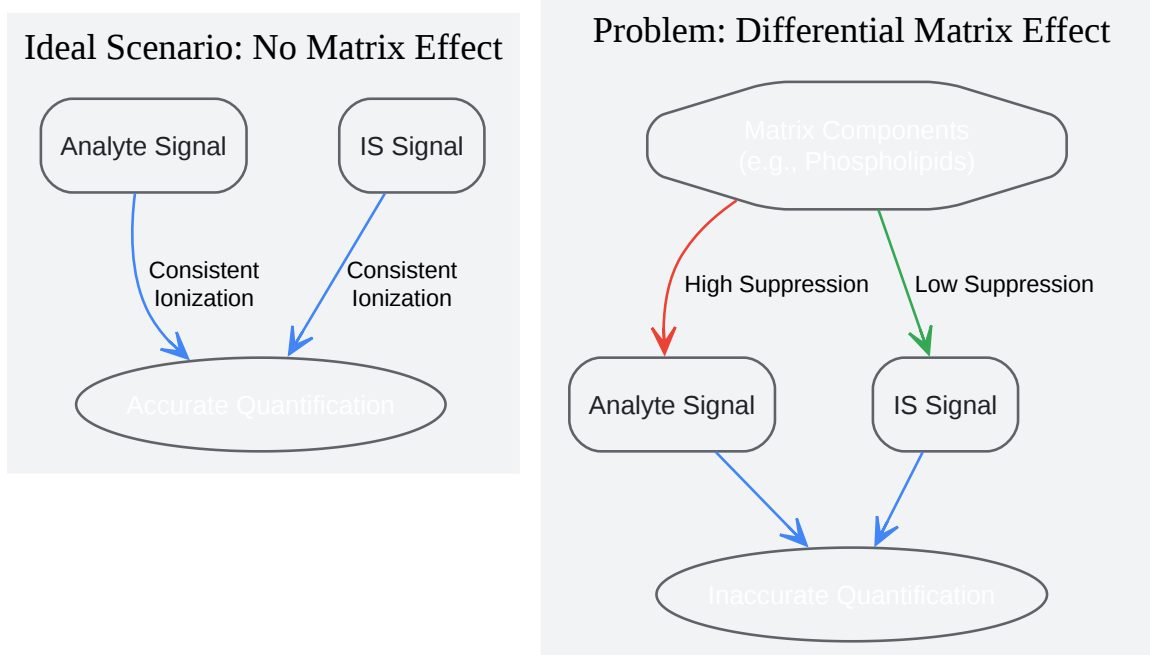 Ideal Scenario: No Matrix Effect
Analyte Signal
IS Signal
Consistent
Ionization
Consistent
Ionization
Accurate Quantification
Problem: Differential Matrix Effect
Matrix Components
(e.g., Phospholipids)
High Suppression
Low Suppression
Analyte Signal
IS Signal
Inaccurate Quantification